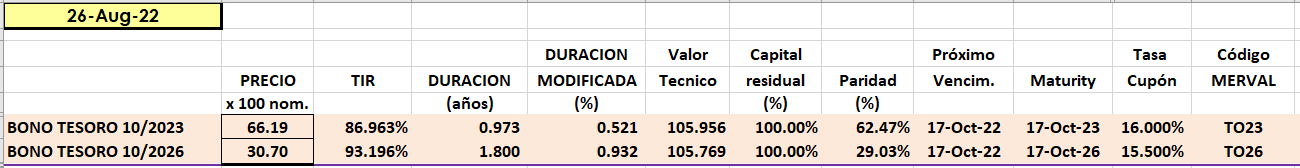 26-Aug-22
DURACION Valor Capital Próximo Tasa Código
PRECIO TIR DURACION MODIFICADA Tecnico residual Paridad Vencim. Maturity Cupón MERVAL
x 100 nom. (años) (%) (%) (%)
BONO TESORO 10/2023 66.19 86.963% 0.973 0.521 105.956 100.00% 62.47% 17-Oct-22 17-Oct-23 16.000% TO23
BONO TESORO 10/2026 30.70 93.196% 1.800 0.932 105.769 100.00% 29.03% 17-Oct-22 17-Oct-26 15.500% TO26